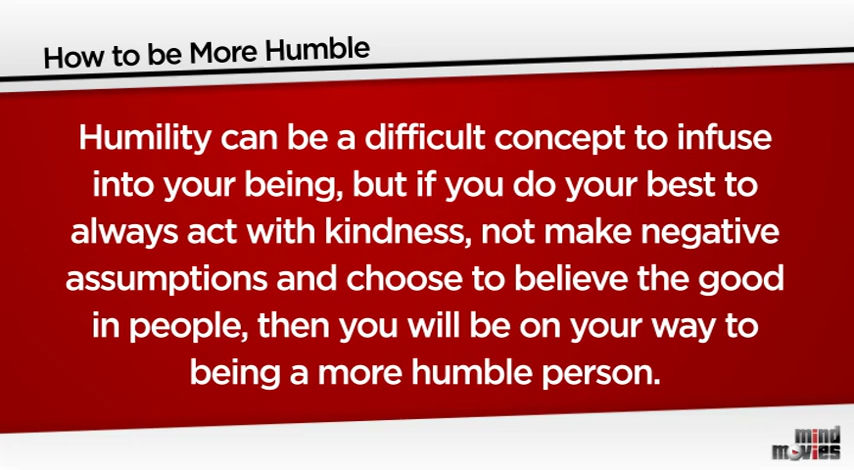 How to be More Humble
Humility can be a difficult concept to infuse
into your being, but if you do your best to
always act with kindness, not make negative
assumptions and choose to believe the good
in people, then you will be on your way to
being a more humble person.
mind
movies